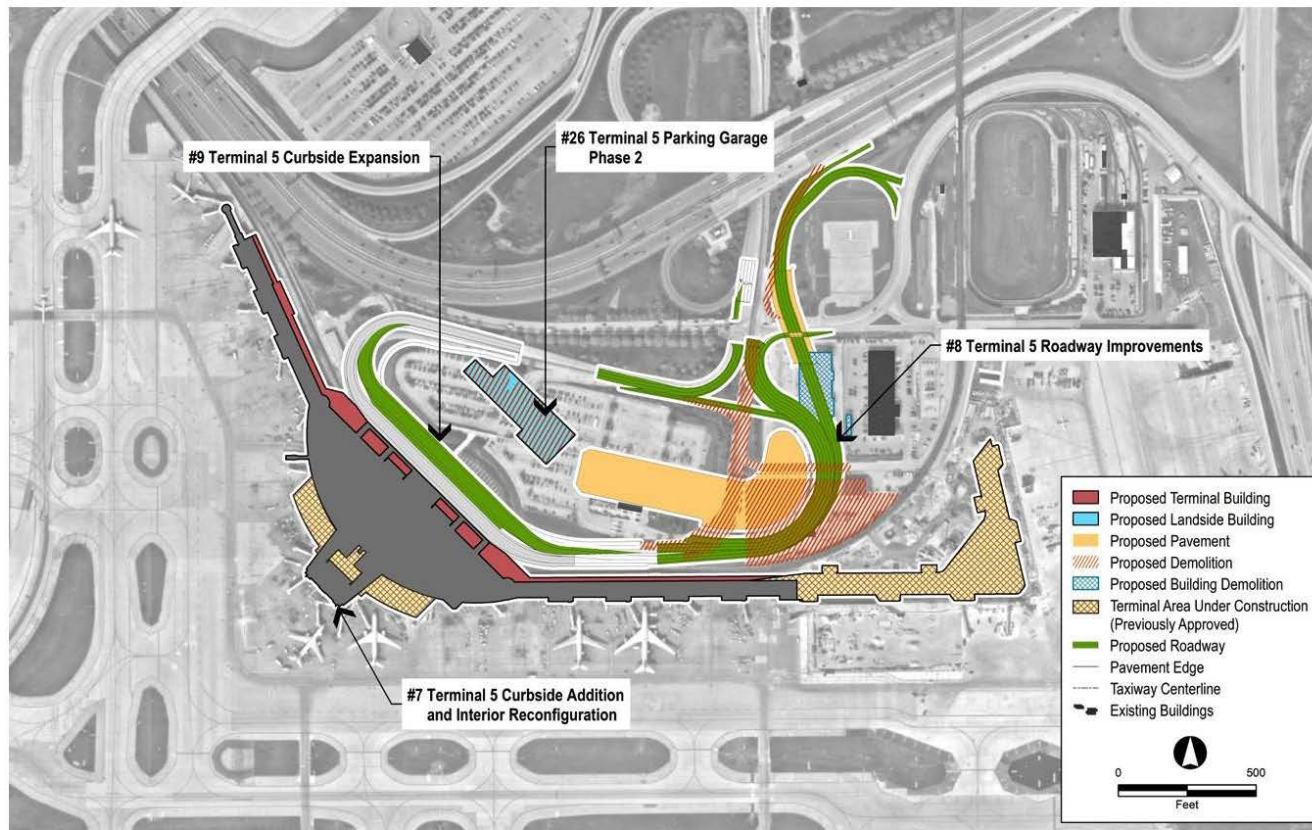 #9 Terminal 5 Curbside Expansion
#26 Terminal 5 Parking Garage
Phase 2
#8 Terminal 5 Roadway Improvements
#7 Terminal 5 Curbside Addition
and Interior Reconfiguration
Proposed Terminal Building
Proposed Landside Building
Proposed Pavement
Proposed Demolition
Proposed Building Demolition
Terminal Area Under Construction
(Previously Approved)
Proposed Roadway
Pavement Edge
Taxiway Centerline
Existing Buildings
0 500
Feet